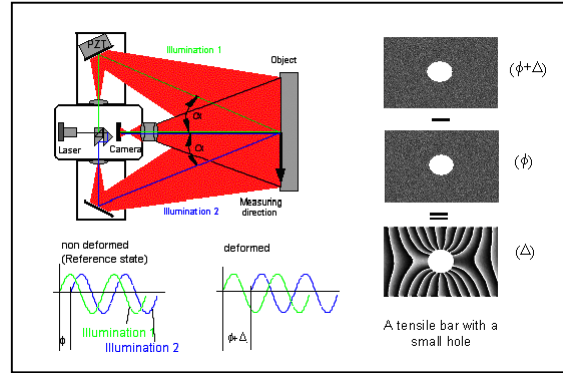 PZT
Illumination 1
Object
(ϕ+Δ)
α
α
Laser
Camera
(ϕ)
Illumination 2
Measuring
direction
(Δ)
non deformed
(Reference state)
deformed
Illumination 1
Illumination 2
ϕ
ϕ+Δ
A tensile bar with a
small hole